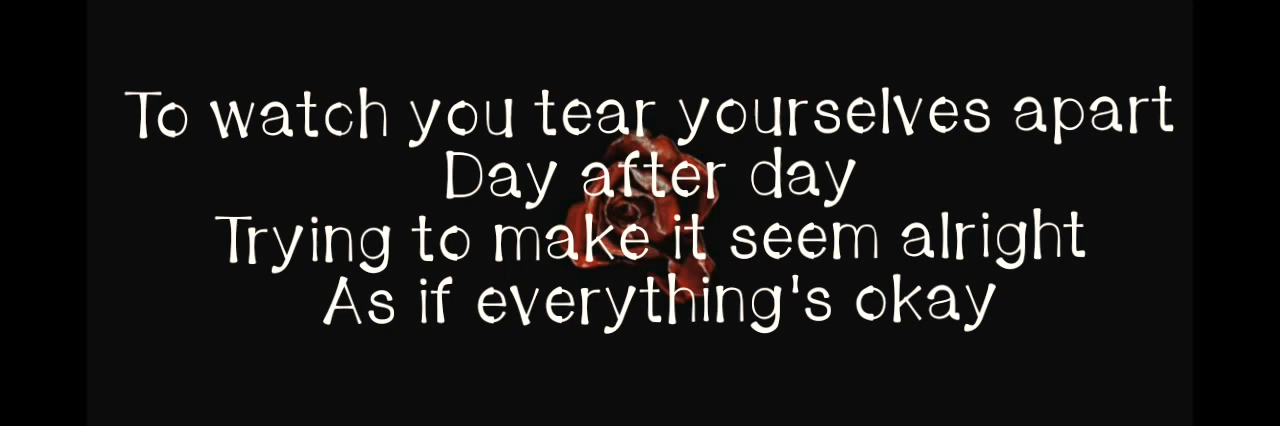 To watch you tear yourselves apart
Day after day
Trying to make it seem alright
As if everything's okay